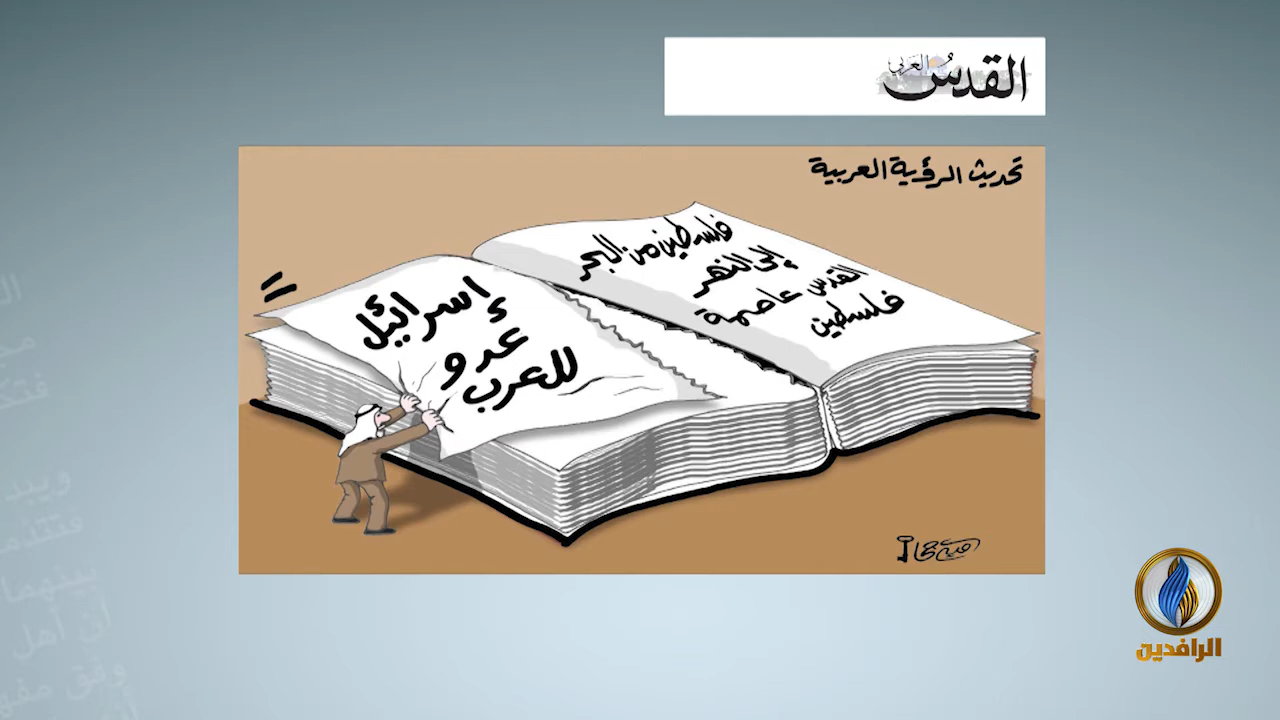 القدس العربي
تحديث الرؤية العربية
فلسطين من البحر
إلى النهر
القدس عاصمة
فلسطين
إسرائيل
عدو
للعرب
الرافدين